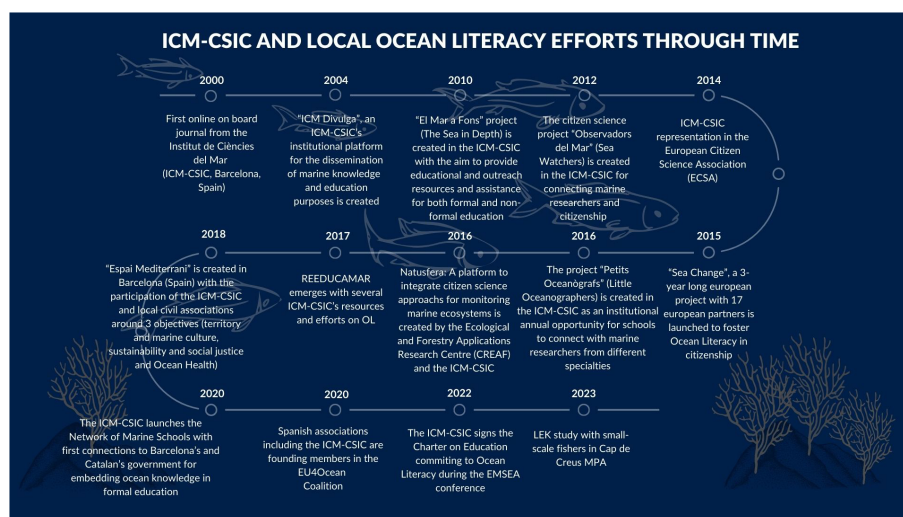 ICM-CSIC AND LOCAL OCEAN LITERACY EFFORTS THROUGH TIME
2000
First online on board
journal from the
Institut de Ciències
del Mar
(ICM-CSIC, Barcelona,
Spain)
2004
"ICM Divulga", an
ICM-CSIC's
institutional platform
for the dissemination
of marine knowledge
and education
purposes is created
2010
"El Mar a Fons" project
(The Sea in Depth) is
created in the ICM-CSIC
with the aim to provide
educational and outreach
resources and assistance
for both formal and non-
formal education
2012
The citizen science
project "Observadors
del Mar" (Sea
Watchers) is created
in the ICM-CSIC for
connecting marine
researchers and
citizenship
2014
ICM-CSIC
representation in the
European Citizen
Science Association
(ECSA)
2018
"Espai Mediterrani" is created in
Barcelona (Spain) with the
participation of the ICM-CSIC
and local civil associations
around 3 objectives (territory
and marine culture,
sustainability and social justice
and Ocean Health)
2017
REEDUCAMAR
emerges with several
ICM-CSIC's resources
and efforts on OL
2016
Natusfera: A platform to
integrate citizen science
approachs for monitoring
marine ecosystems is
created by the Ecological
and Forestry Applications
Research Centre (CREAF)
and the ICM-CSIC
2016
The project "Petits
Oceanògrafs" (Little
Oceanographers) is created in
the ICM-CSIC as an institutional
annual opportunity for schools
to connect with marine
researchers from different
specialties
2015
"Sea Change", a 3-
year long european
project with 17
european partners is
launched to foster
Ocean Literacy in
citizenship
2020
The ICM-CSIC launches the
Network of Marine Schools with
first connections to Barcelona's and
Catalan's government for
embedding ocean knowledge in
formal education
2020
Spanish associations
including the ICM-CSIC are
founding members in the
EU4Ocean
Coalition
2022
The ICM-CSIC signs the
Charter on Education
commiting to Ocean
Literacy during the EMSEA
conference
2023
LEK study with small-
scale fishers in Cap de
Creus MPA